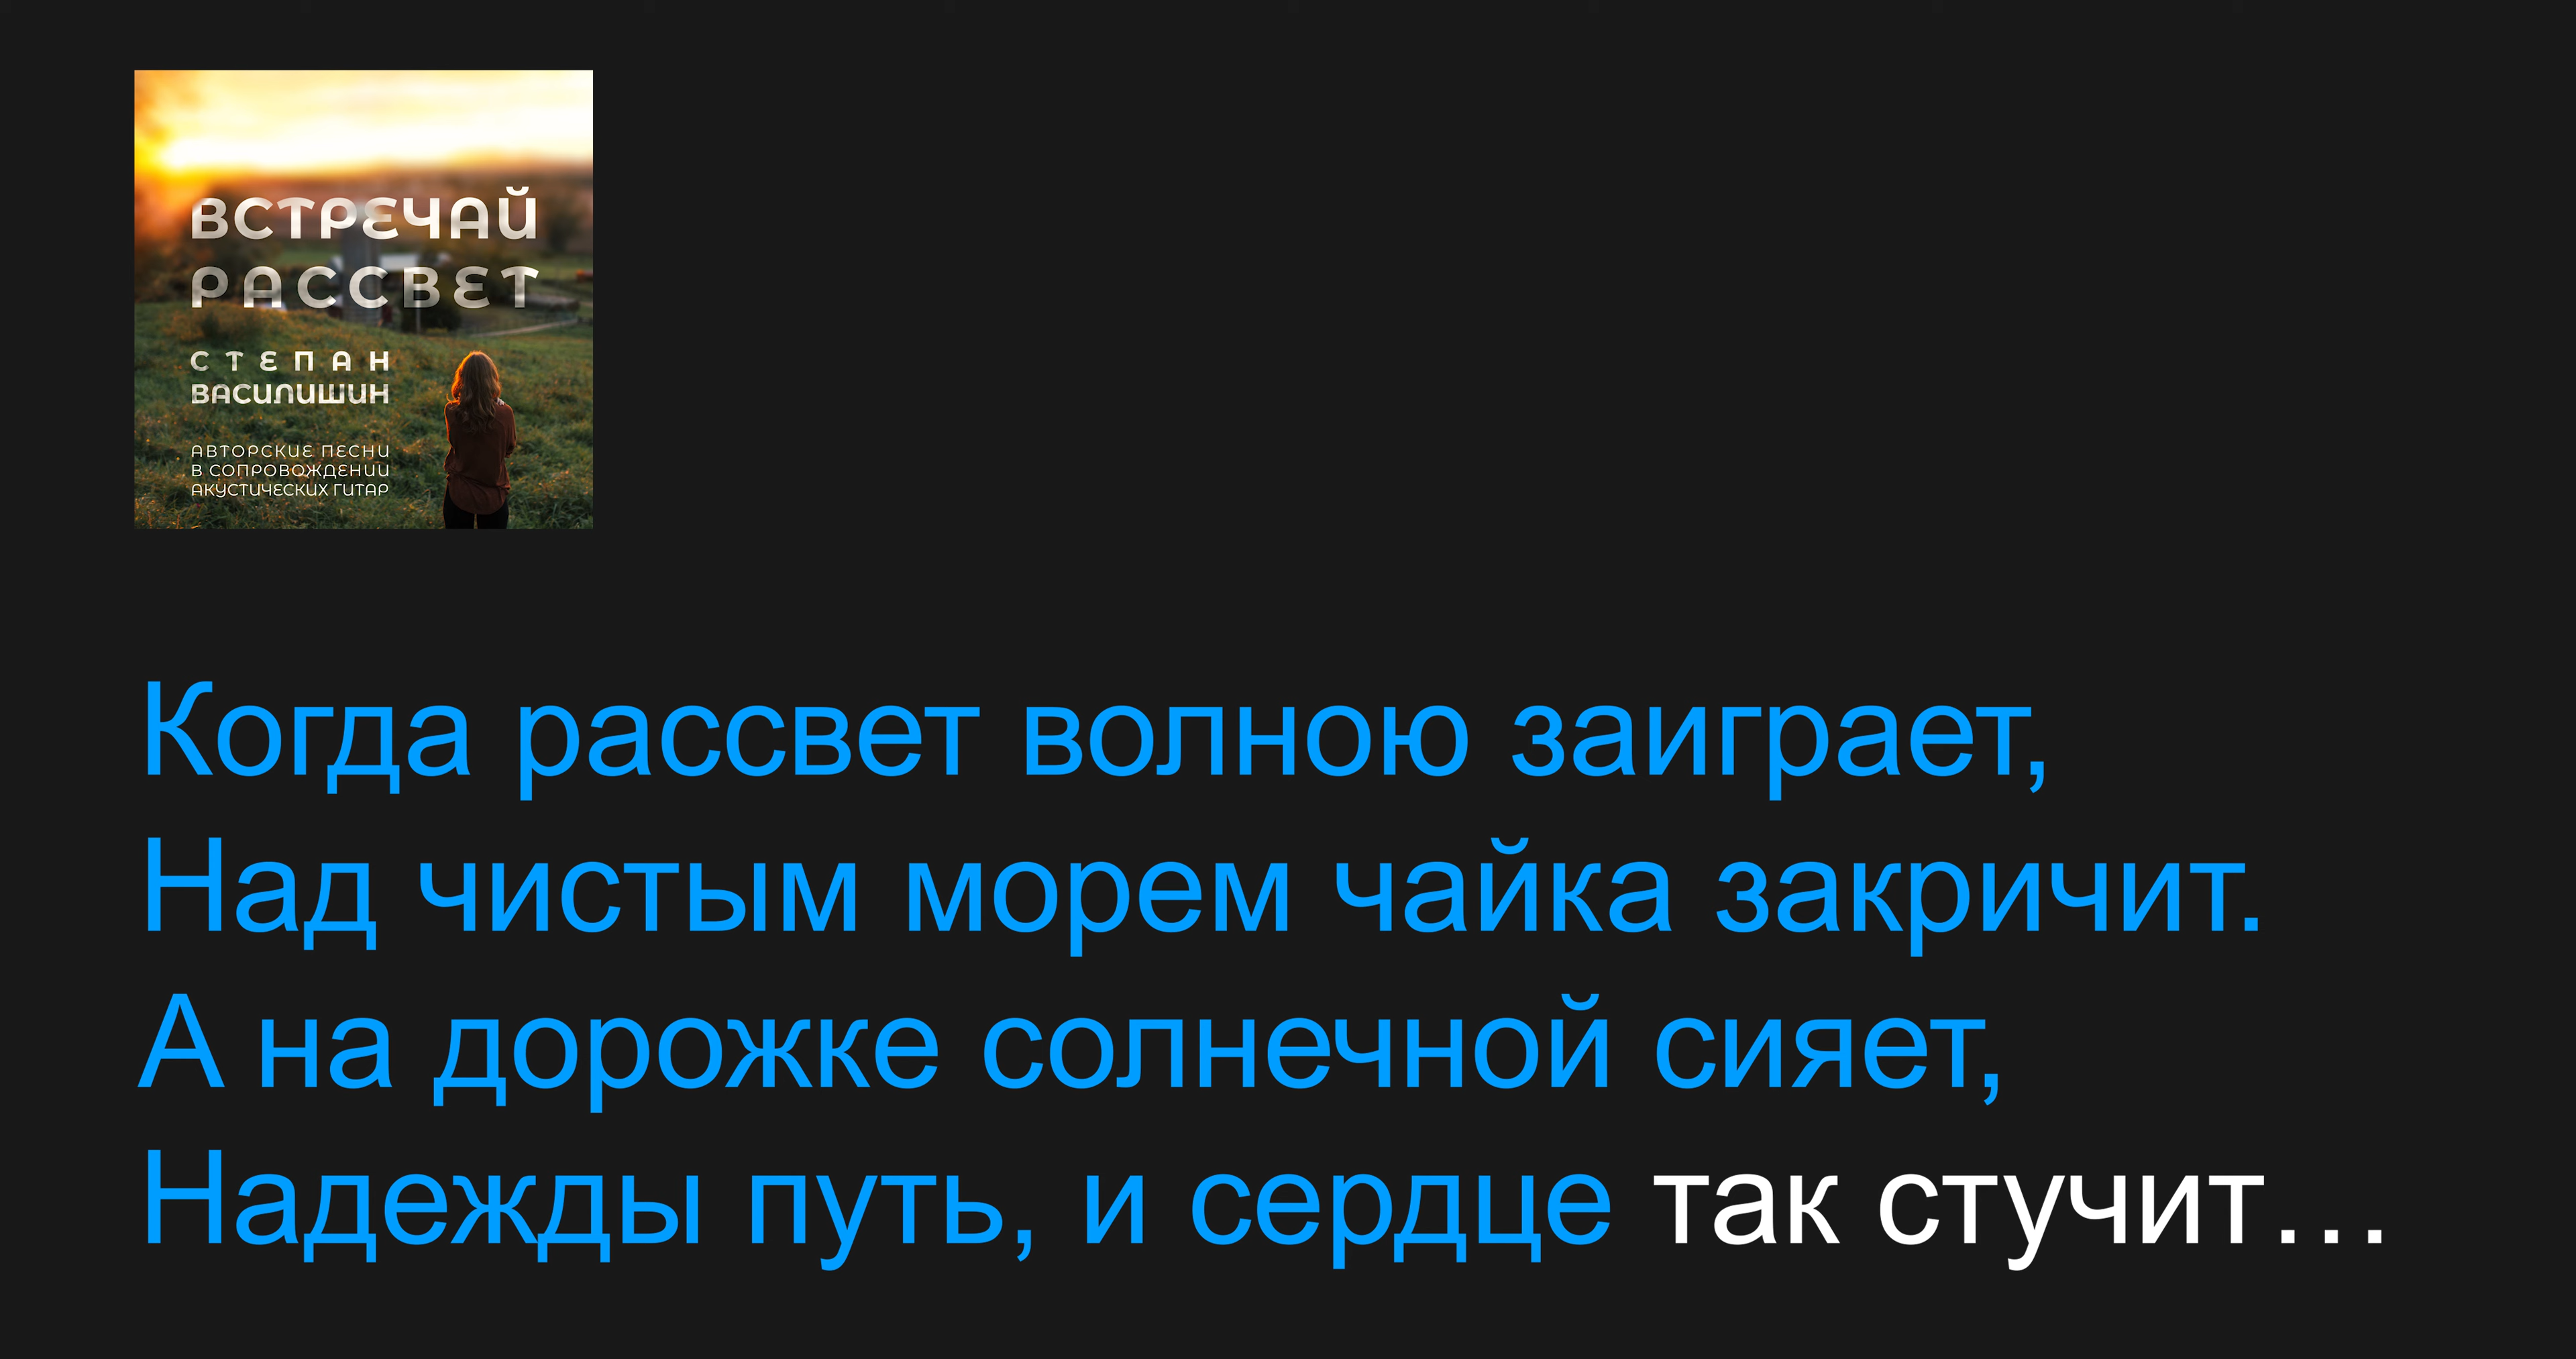 ВСТРЕЧАЙ
РАССВЕТ
СТЕПАН
ВАСИЛИШИН
АВТОРСКИЕ ПЕСНИ
В СОПРОВОЖДЕНИИ
АКУСТИЧЕСКИХ ГИТАР
Когда рассвет волною заиграет,
Над чистым морем чайка закричит.
А на дорожке солнечной сияет,
Надежды путь, и сердце так стучит...